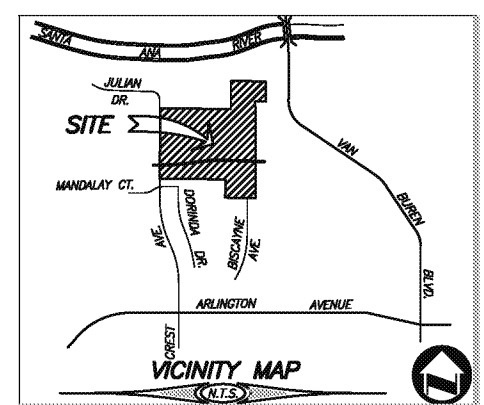 SANTA ANA RIVER
JULIAN DR.
SITE
VAN BUREN BLVD.
MANDALAY CT.
DORINDA DR.
BISCAYNE AVE.
CREST AVE.
ARLINGTON AVENUE
VICINITY MAP
N.T.S.